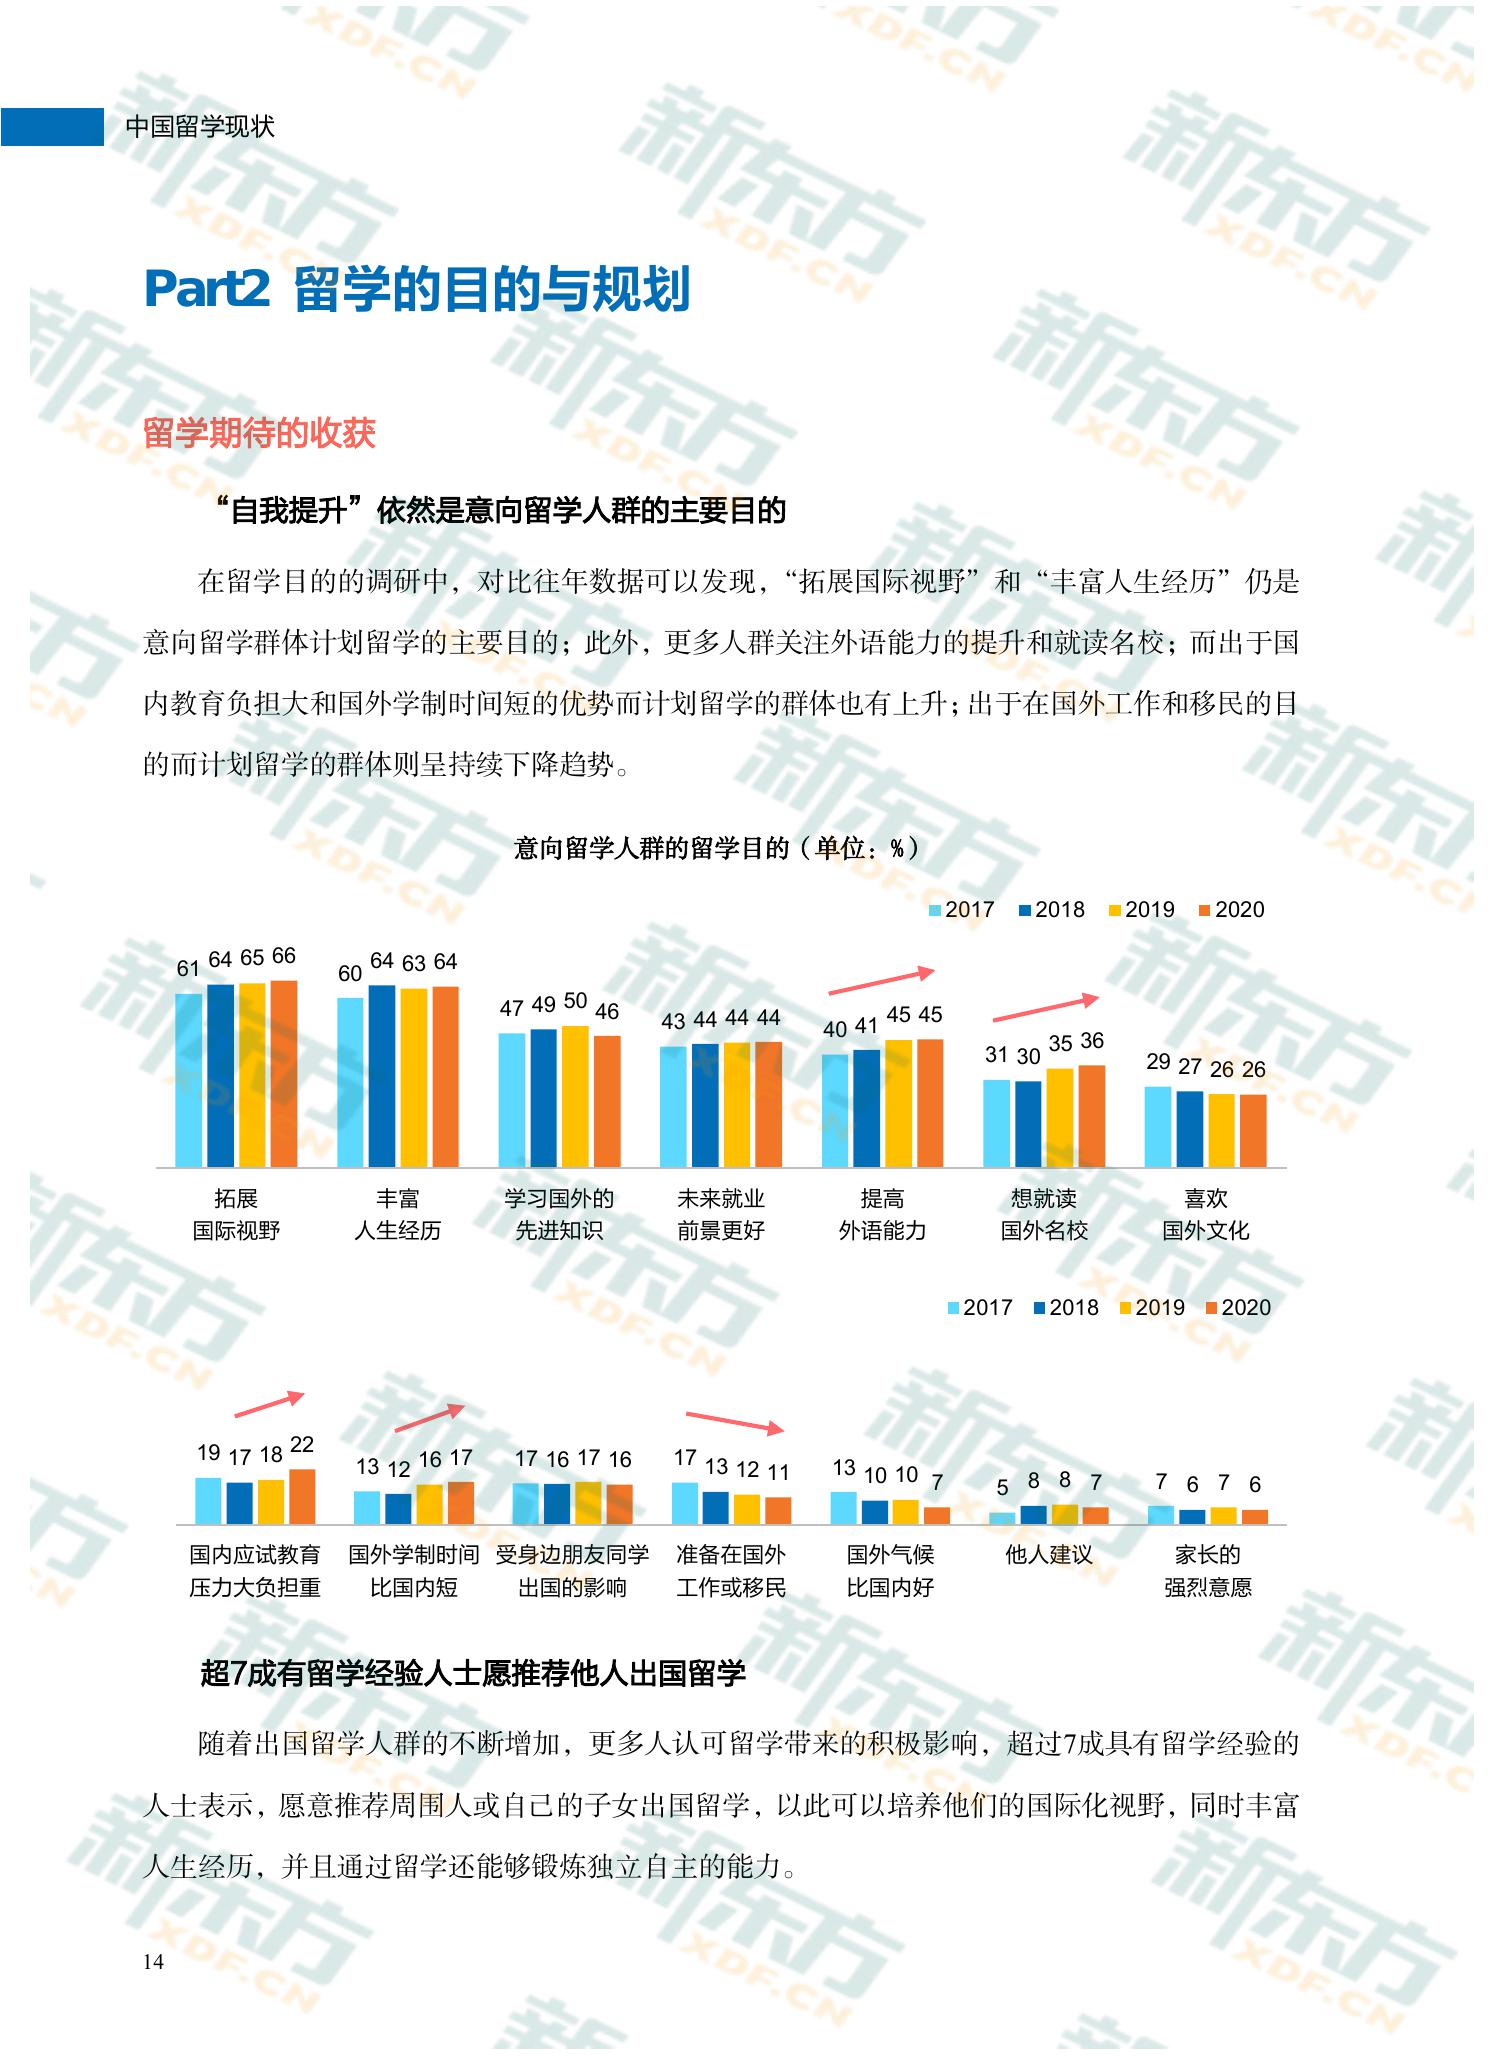 中国留学现状
Part2 留学的目的与规划
留学期待的收获
“自我提升”依然是意向留学人群的主要目的
在留学目的的调研中，对比往年数据可以发现，“拓展国际视野”和“丰富人生经历”仍是
意向留学群体计划留学的主要目的；此外，更多人群关注外语能力的提升和就读名校；而出于国
内教育负担大和国外学制时间短的优势而计划留学的群体也有上升；出于在国外工作和移民的目
的而计划留学的群体则呈持续下降趋势。
意向留学人群的留学目的（单位：%）
2017 2018 2019 2020
61 64 65 66 60 64 63 64 47 49 50 46 43 44 44 44 40 41 45 45 31 30 35 36 29 27 26 26
拓展 丰富 学习国外的 未来就业 提高 想就读 喜欢
国际视野 人生经历 先进知识 前景更好 外语能力 国外名校 国外文化
2017 2018 2019 2020
19 17 18 22 13 12 16 17 17 16 17 16 17 13 12 11 13 10 10 7 5 8 8 7 7 6 7 6
国内应试教育 国外学制时间 受身边朋友同学 准备在国外 国外气候 他人建议 家长的
压力大负担重 比国内短 出国的影响 工作或移民 比国内好 强烈意愿
超7成有留学经验人士愿推荐他人出国留学
随着出国留学人群的不断增加，更多人认可留学带来的积极影响，超过7成具有留学经验的
人士表示，愿意推荐周围人或自己的子女出国留学，以此可以培养他们的国际化视野，同时丰富
人生经历，并且通过留学还能够锻炼独立自主的能力。
14
新东方
XDF.CN